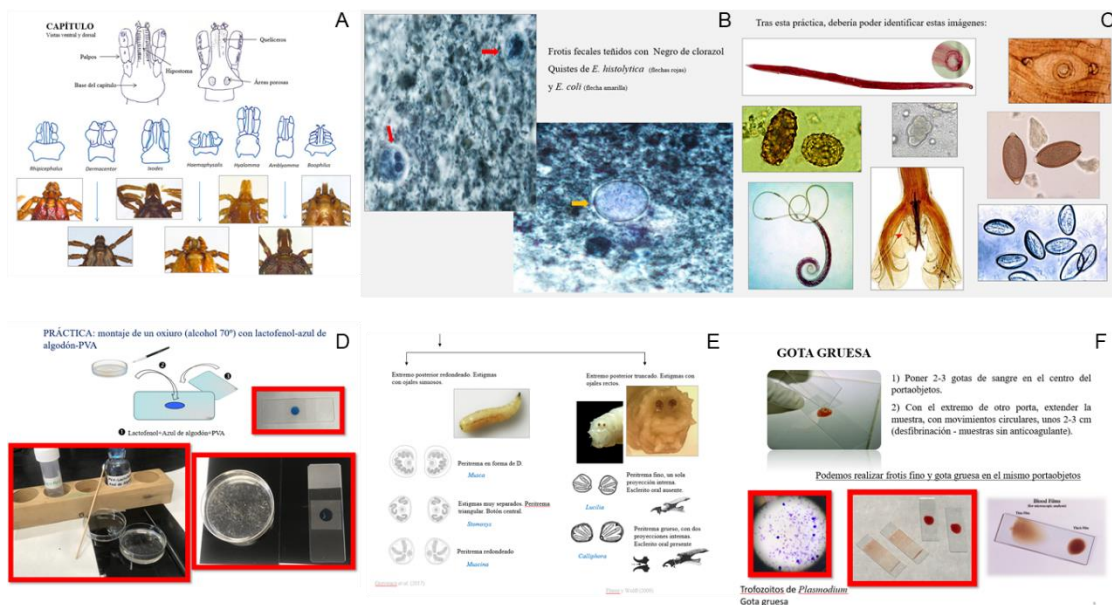 A
CAPÍTULO
Vistas ventral y dorsal
Quelíceros
Palpos
Hipostoma
Base del capítulo
Áreas porosas
Rhipicephalus
Dermacentor
Ixodes
Haemaphysalis
Hyalomma
Amblyomma
Boophilus
B
Frotis fecales teñidos con Negro de clorazol
Quistes de E. histolytica (flechas rojas)
y E. coli (flecha amarilla)
C
Tras esta práctica, debería poder identificar estas imágenes:
D
PRÁCTICA: montaje de un oxiuro (alcohol 70º) con lactofenol-azul de
algodón-PVA
2
3
1 Lactofenol+Azul de algodón+PVA
E
Extremo posterior redondeado. Estigmas
con ojales sinuosos.
Extremo posterior truncado. Estigmas con
ojales rectos.
Peritrema en forma de D.
Musca
Estigmas muy separados. Peritrema
triangular. Botón central.
Stomoxys
Peritrema redondeado
Muscina
Peritrema fino, un solo
proyección interna.
Esclerito oral ausente.
Lucilia
Peritrema grueso, con dos
proyecciones internas.
Esclerito oral presente
Calliphora
F
GOTA GRUESA
1) Poner 2-3 gotas de sangre en el centro del
portaobjetos.
2) Con el extremo de otro porta, extender la
muestra, con movimientos circulares, unos 2-3 cm
(desfibrinación - muestras sin anticoagulante).
Podemos realizar frotis fino y gota gruesa en el mismo portaobjetos
Blood Films
Trofozoitos de Plasmodium
Gota gruesa